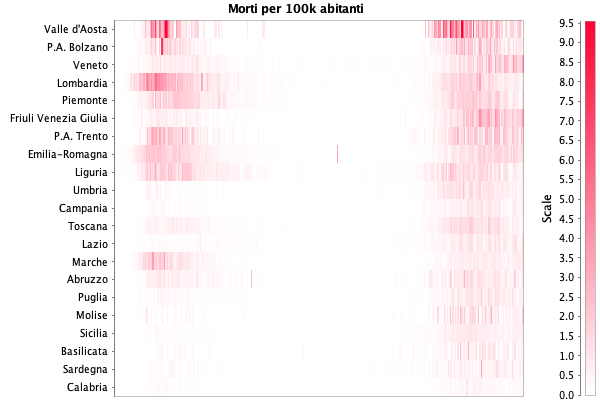 Morti per 100k abitanti
Valle d'Aosta
P.A. Bolzano
Veneto
Lombardia
Piemonte
Friuli Venezia Giulia
P.A. Trento
Emilia-Romagna
Liguria
Umbria
Campania
Toscana
Lazio
Marche
Abruzzo
Puglia
Molise
Sicilia
Basilicata
Sardegna
Calabria
Scale
9.5
9.0
8.5
8.0
7.5
7.0
6.5
6.0
5.5
5.0
4.5
4.0
3.5
3.0
2.5
2.0
1.5
1.0
0.5
0.0